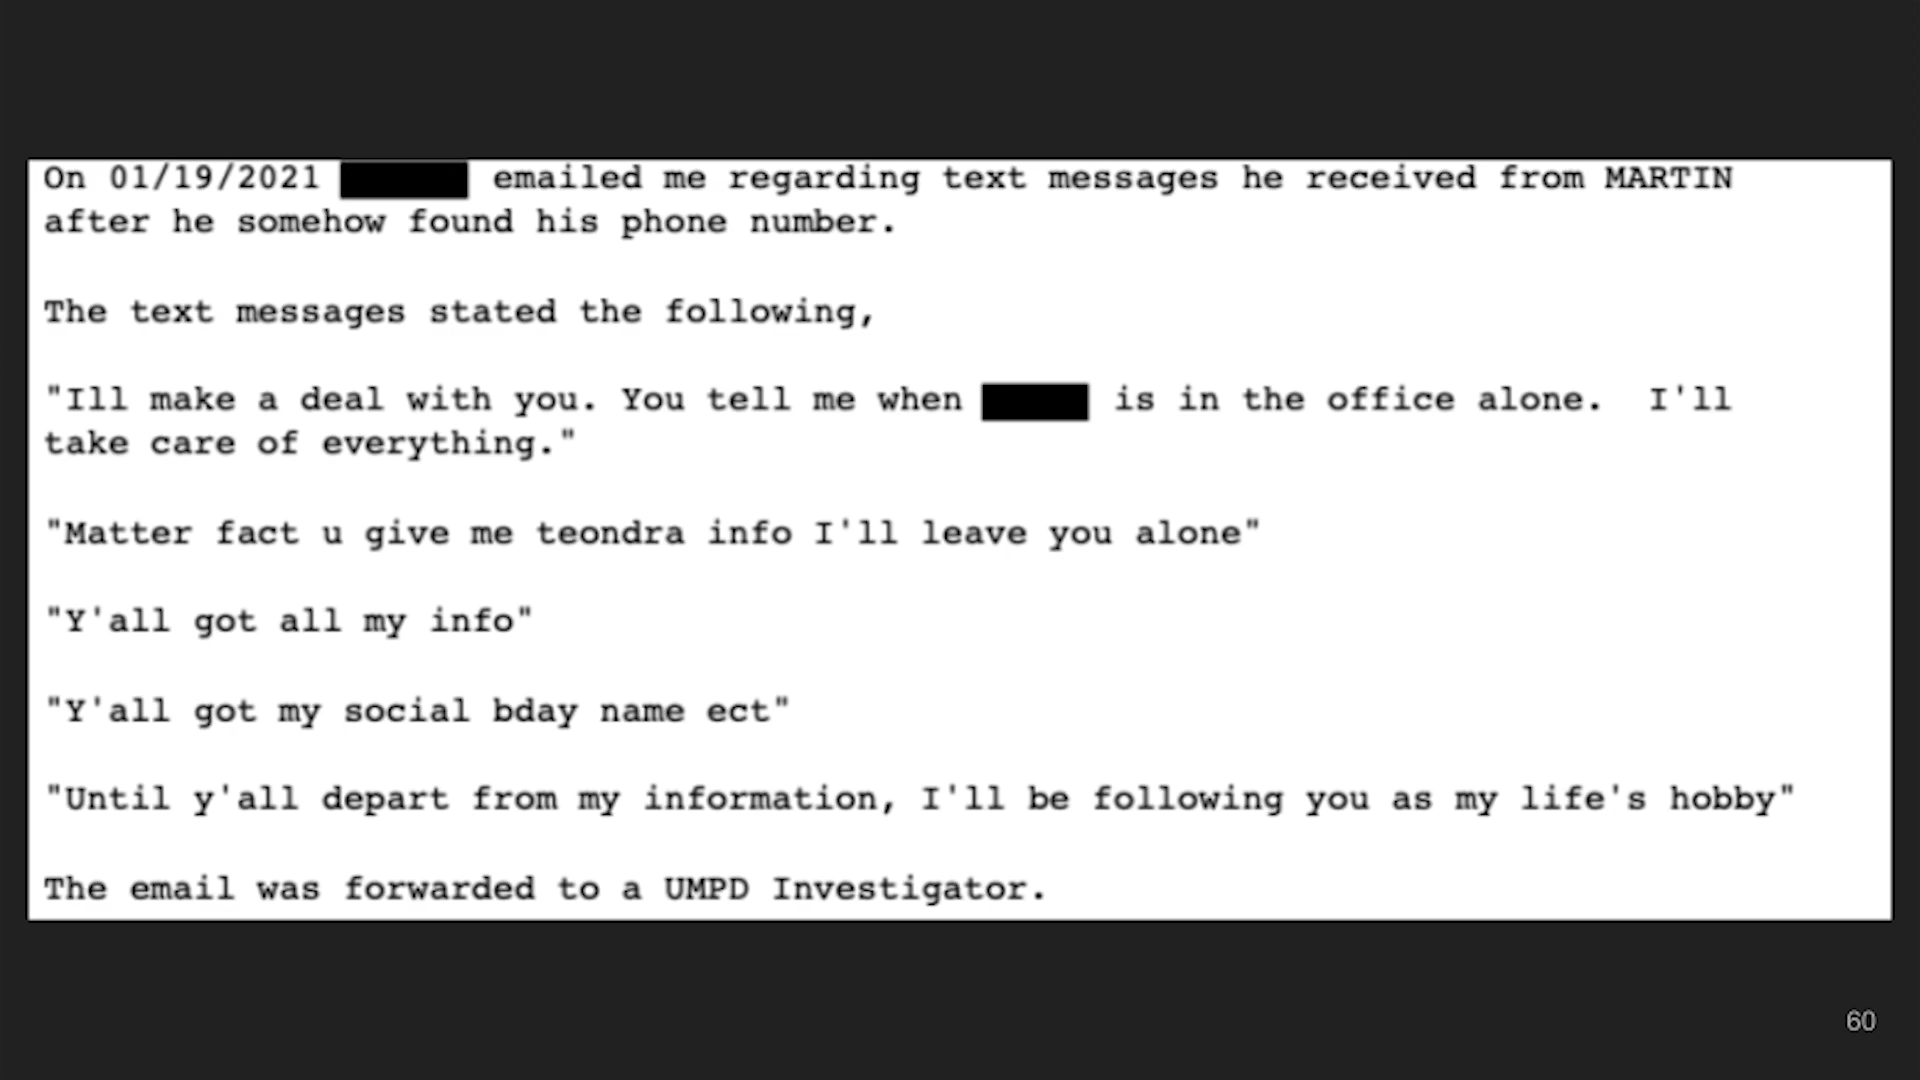 On 01/19/2021 emailed me regarding text messages he received from MARTIN
after he somehow found his phone number.
The text messages stated the following,
"Ill make a deal with you. You tell me when is in the office alone. I'll
take care of everything."
"Matter fact u give me teondra info I'll leave you alone"
"Y'all got all my info"
"Y'all got my social bday name ect"
"Until y'all depart from my information, I'll be following you as my life's hobby"
The email was forwarded to a UMPD Investigator.
60